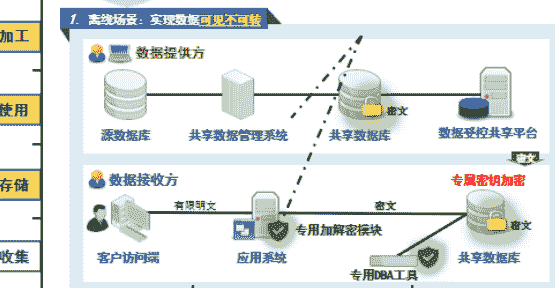 1. 离线场景：实现数据可见不可转
加工
数据提供方
使用
密文
源数据库
共享数据管理系统
共享数据库
数据受控共享平台
密文
存储
数据接收方
专属密钥加密
有限明文
密文
密文
专用加解密模块
收集
客户访问端
应用系统
共享数据库
专用DBA工具